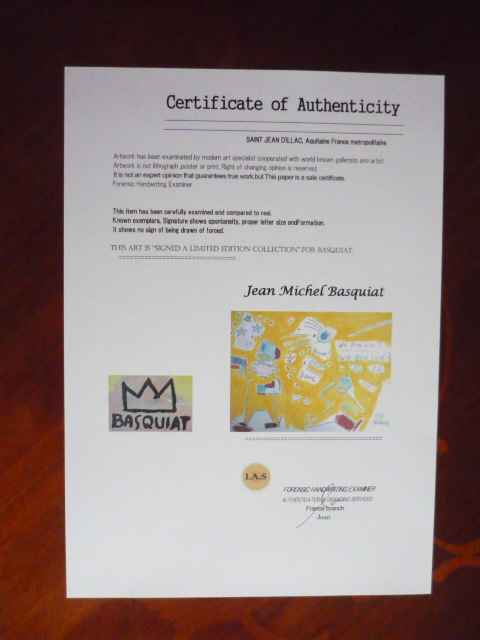 Certificate of Authenticity
SAINT JEAN D'ILLAC, Aquitaine France metropolitaine
Artwork has been examined by modern art specialist cooperated with world known gallerists and artist.
Artwork is not lithograph poster or print. Right of changing opinion is reserved.
It is not an expert opinion that guarantees true work,but This paper is a sale certificate.
Forensic Handwriting Examiner
This item has been carefully examined and compared to real.
Known exemplars, Signature shows spontaneity, proper letter size andFormation.
It shows no sign of being drawn of forced.
THIS ART IS "SIGNED A LIMITED EDITION COLLECTION".FOR BASQUIAT.
Jean Michel Basquiat
BASQUIAT
I.A.S
FORENSIC HANDWRITING EXAMINER
AUTHENTICATION & GRADING SERVICES
France branch
Jean